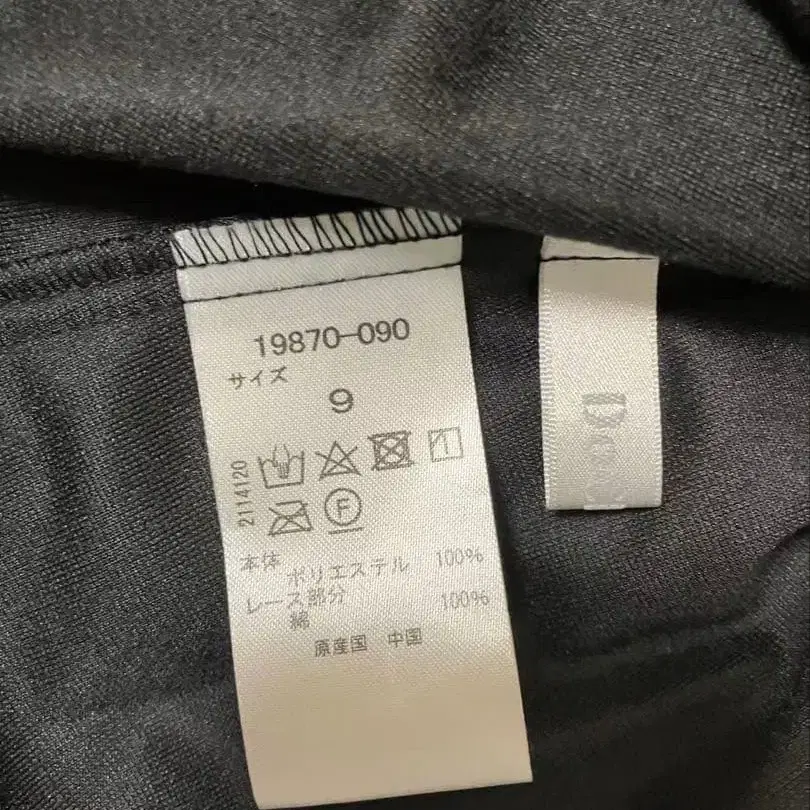 19870-090
サイズ
9
2114120
F
本体
ポリエステル 100%
レース部分
綿 100%
原産国 中国